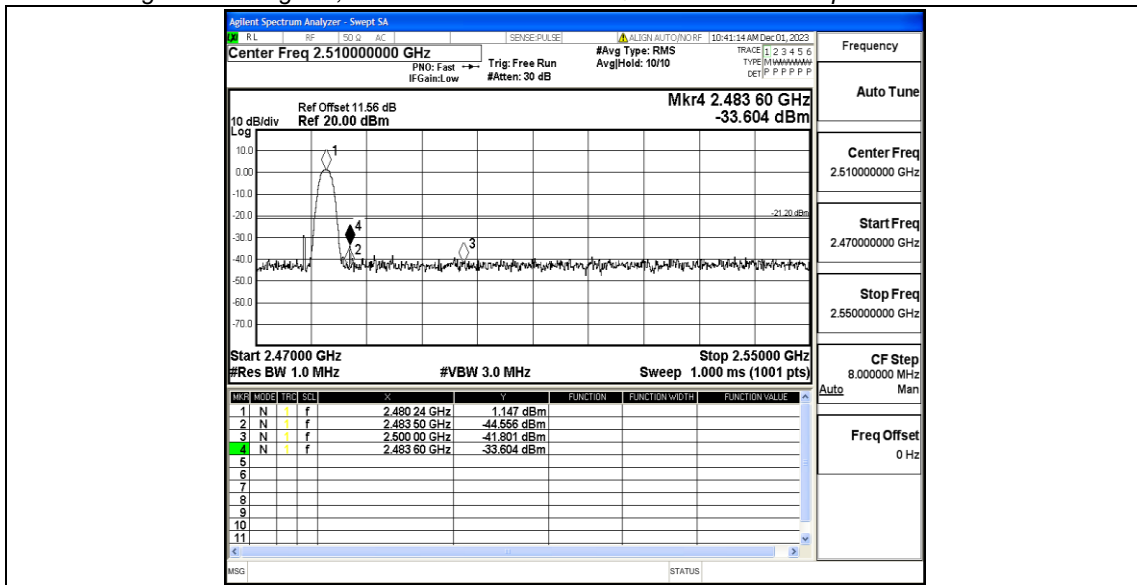 Agilent Spectrum Analyzer - Swept SA
RL RF 50 Ω AC SENSE:PULSE ALIGN AUTO/NO RF 10:41:14 AM Dec 01, 2023
Center Freq 2.510000000 GHz #Avg Type: RMS TRACE 1 2 3 4 5 6
PNO: Fast Trig: Free Run Avg|Hold: 10/10 TYPE M
IFGain:Low #Atten: 30 dB DET P P P P P P
Ref Offset 11.56 dB Mkr4 2.483 60 GHz
10 dB/div Ref 20.00 dBm -33.604 dBm
Log
10.0
0.00
-10.0
-20.0
-30.0
-40.0
-50.0
-60.0
-70.0
1
-21.20 dBm
4
2
3
Start 2.47000 GHz Stop 2.55000 GHz
#Res BW 1.0 MHz #VBW 3.0 MHz Sweep 1.000 ms (1001 pts)
MKR MODE TRC SCL X Y FUNCTION FUNCTION WIDTH FUNCTION VALUE
1 N 1 f 2.480 24 GHz 1.147 dBm
2 N 1 f 2.483 50 GHz -44.556 dBm
3 N 1 f 2.500 00 GHz -41.801 dBm
4 N 1 f 2.483 60 GHz -33.604 dBm
5
6
7
8
9
10
11
MSG STATUS
Frequency
Auto Tune
Center Freq
2.510000000 GHz
Start Freq
2.470000000 GHz
Stop Freq
2.550000000 GHz
CF Step
8.000000 MHz
Auto Man
Freq Offset
0 Hz